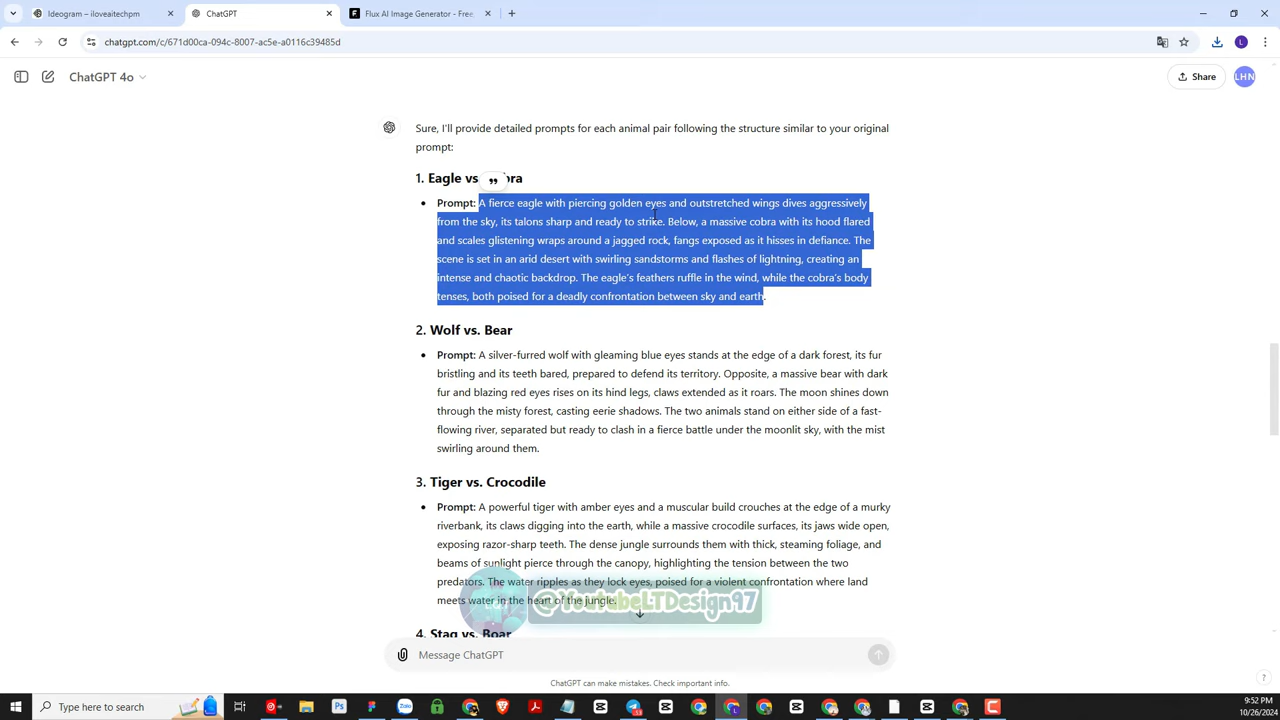 Ideogram – iloveaitechpm
ChatGPT
Flux AI Image Generator - Free
chatgpt.com/c/671d00ca-094c-8007-ac5e-a0116c39485d
ChatGPT 4o
Share
LHN
Sure, I'll provide detailed prompts for each animal pair following the structure similar to your original
prompt:
1. Eagle vs
Prompt: A fierce eagle with piercing golden eyes and outstretched wings dives aggressively
from the sky, its talons sharp and ready to strike. Below, a massive cobra with its hood flared
and scales glistening wraps around a jagged rock, fangs exposed as it hisses in defiance. The
scene is set in an arid desert with swirling sandstorms and flashes of lightning, creating an
intense and chaotic backdrop. The eagle's feathers ruffle in the wind, while the cobra's body
tenses, both poised for a deadly confrontation between sky and earth.
2. Wolf vs. Bear
Prompt: A silver-furred wolf with gleaming blue eyes stands at the edge of a dark forest, its fur
bristling and its teeth bared, prepared to defend its territory. Opposite, a massive bear with dark
fur and blazing red eyes rises on its hind legs, claws extended as it roars. The moon shines down
through the misty forest, casting eerie shadows. The two animals stand on either side of a fast-
flowing river, separated but ready to clash in a fierce battle under the moonlit sky, with the mist
swirling around them.
3. Tiger vs. Crocodile
Prompt: A powerful tiger with amber eyes and a muscular build crouches at the edge of a murky
riverbank, its claws digging into the earth, while a massive crocodile surfaces, its jaws wide open,
exposing razor-sharp teeth. The dense jungle surrounds them with thick, steaming foliage, and
beams of sunlight pierce through the canopy, highlighting the tension between the two
predators. The water ripples as they lock eyes, poised for a violent confrontation where land
meets water in the heart of the jungle.
@YoutubeLTDesign97
4. Stag vs. Boar
Message ChatGPT
ChatGPT can make mistakes. Check important info.
Type here to search
9:52 PM
10/26/2024